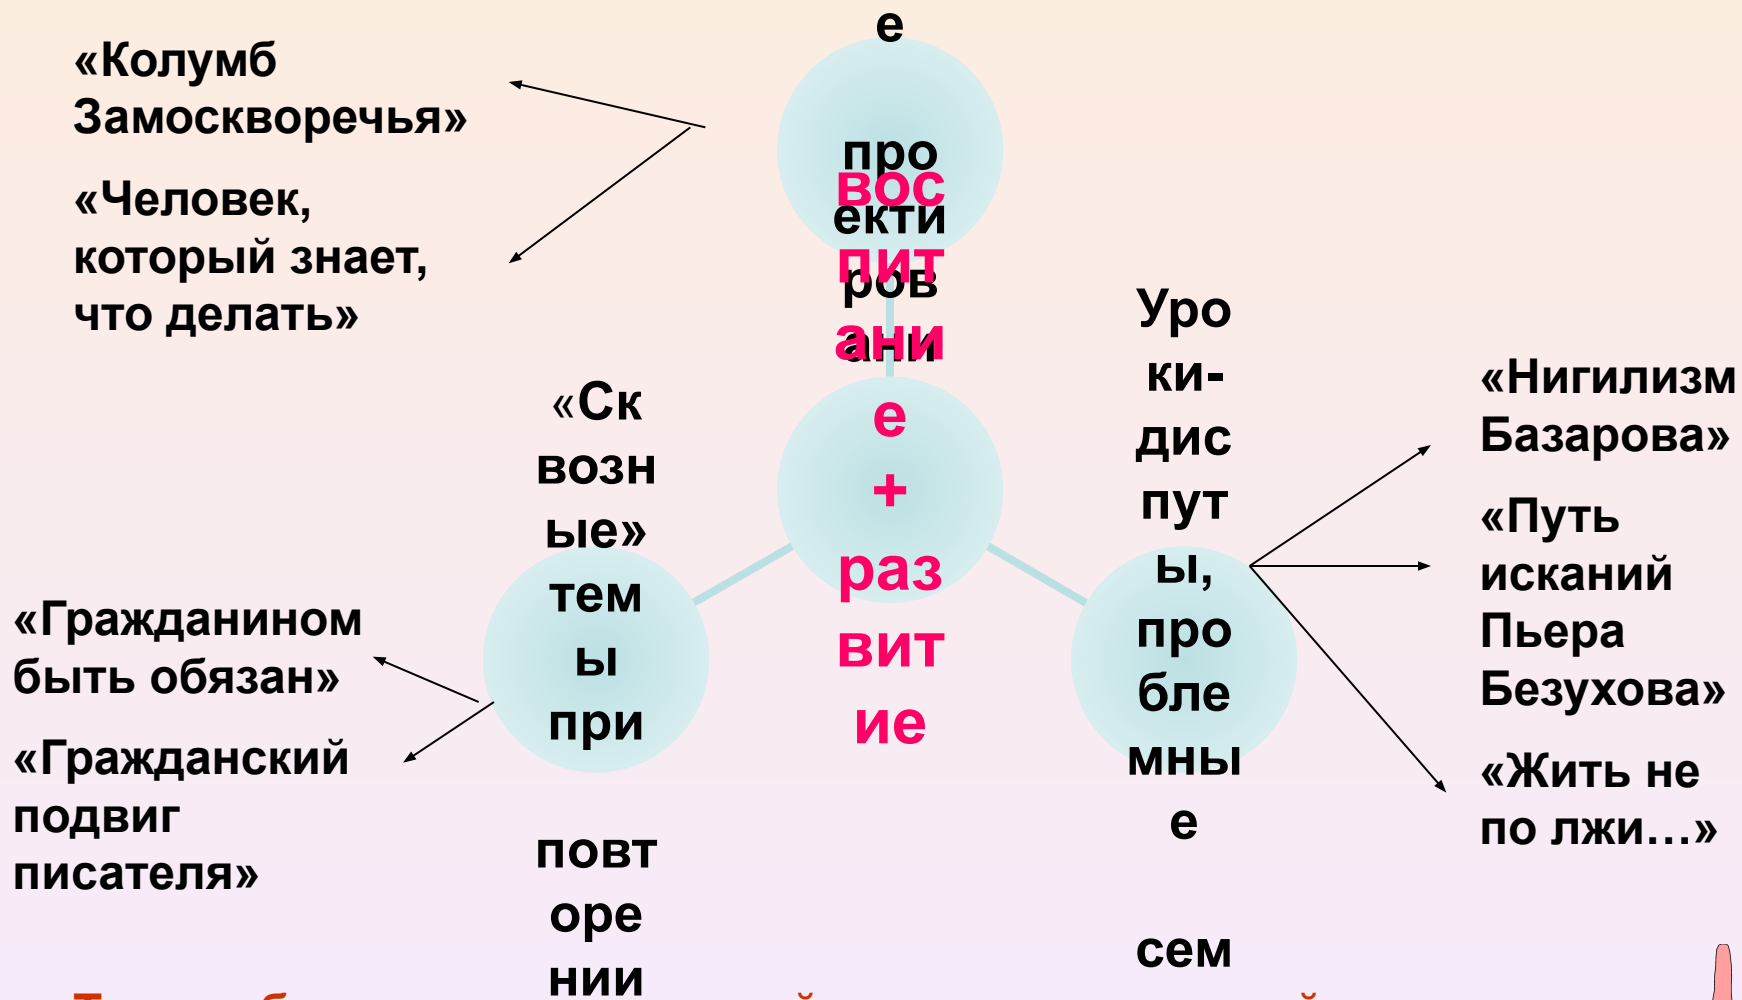 е
про
екти
ров
ани
«Колумб
Замоскворечья»
«Человек,
который знает,
что делать»
вос
пит
ани
е
+
раз
вит
ие
«Ск
возн
ые»
тем
ы
при
повт
оре
нии
Уро
ки-
дис
пут
ы,
про
бле
мны
е
сем
«Нигилизм
Базарова»
«Путь
исканий
Пьера
Безухова»
«Жить не
по лжи…»
«Гражданином
быть обязан»
«Гражданский
подвиг
писателя»